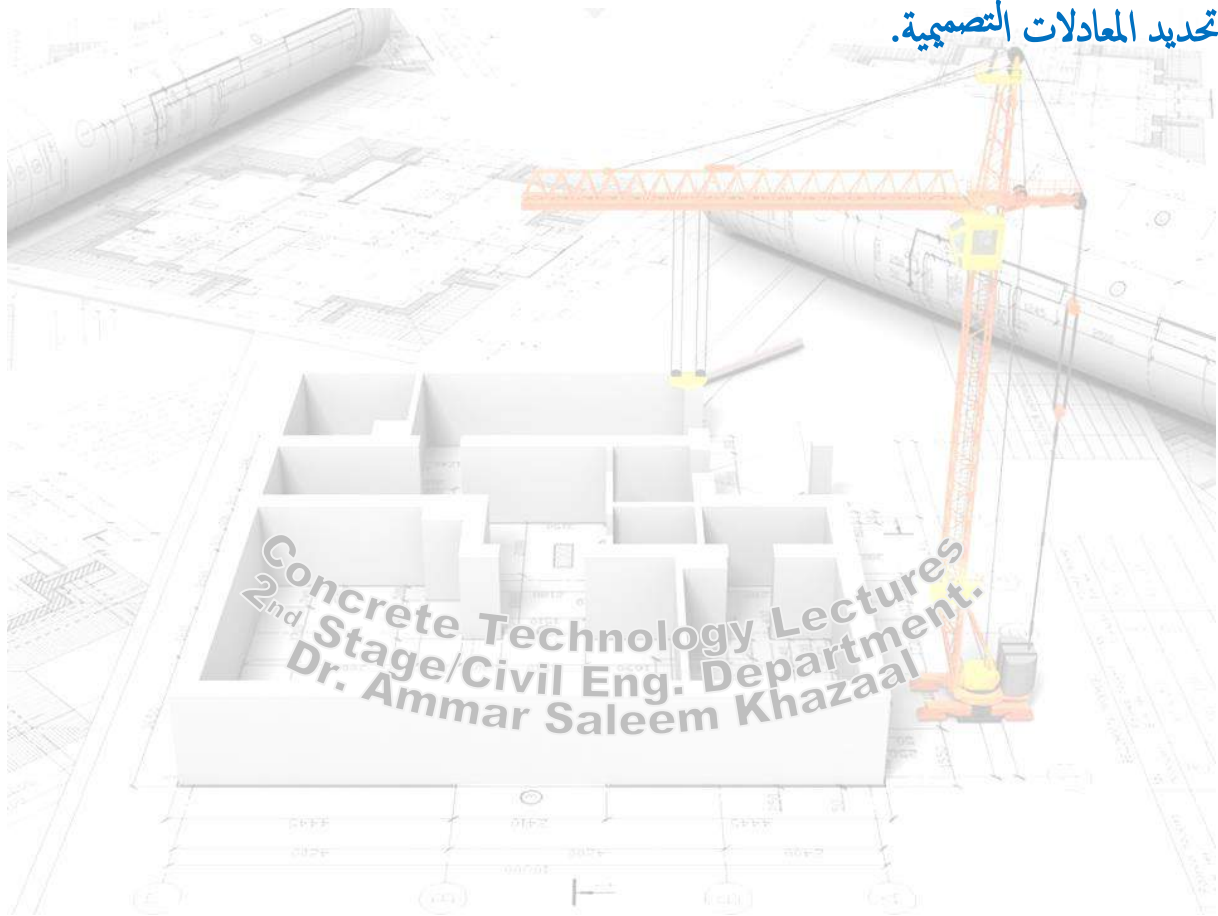 تحديد المعادلات التصميمية.
Concrete Technology Lectures
2nd Stage/Civil Eng. Department.
Dr. Ammar Saleem Khazaal